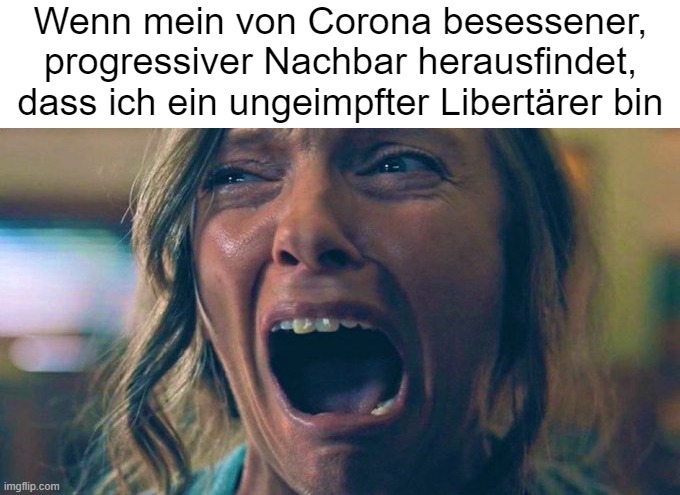 Wenn mein von Corona besessener,
progressiver Nachbar herausfindet,
dass ich ein ungeimpfter Libertärer bin
imgflip.com